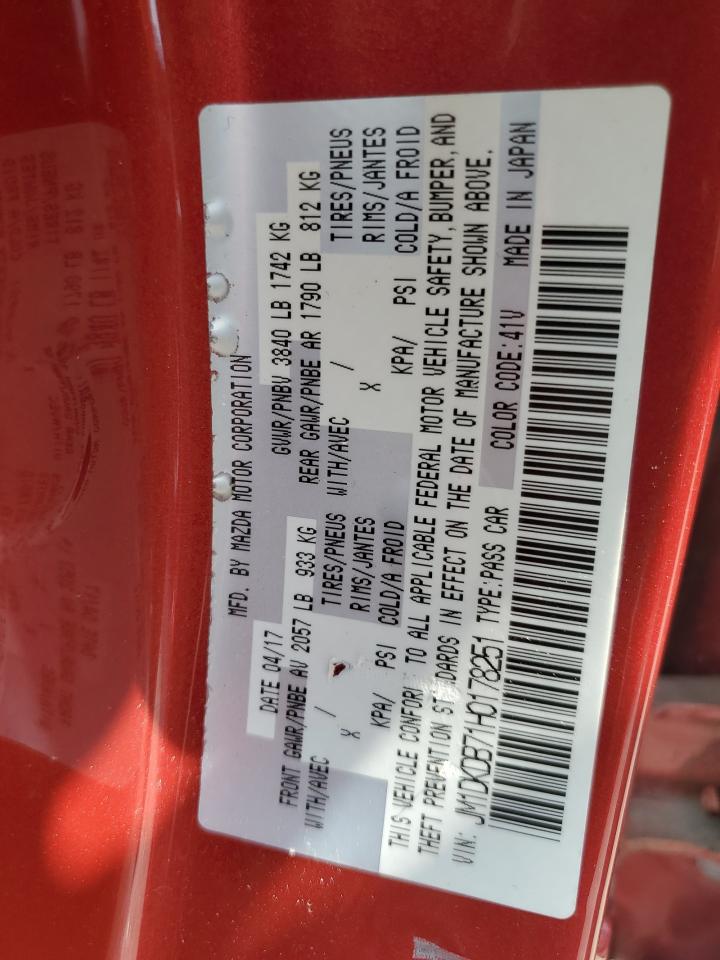 MFD. BY MAZDA MOTOR CORPORATION
DATE 04/17 GVWR/PNBV 3840 LB 1742 KG
FRONT GAWR/PNBE AV 2057 LB 933 KG REAR GAWR/PNBE AR 1790 LB 812 KG
WITH/AVEC / TIRES/PNEUS WITH/AVEC / TIRES/PNEUS
X RIMS/JANTES X RIMS/JANTES
KPA/ PSI COLD/A FROID KPA/ PSI COLD/A FROID
THIS VEHICLE TO ALL APPLICABLE FEDERAL MOTOR VEHICLE SAFETY, BUMPER, AND
THEFT PREVENTION STANDARDS IN EFFECT ON THE DATE OF MANUFACTURE SHOWN ABOVE.
VIN: JM1DKDB71H0178251 TYPE:PASS CAR COLOR CODE:41V MADE IN JAPAN